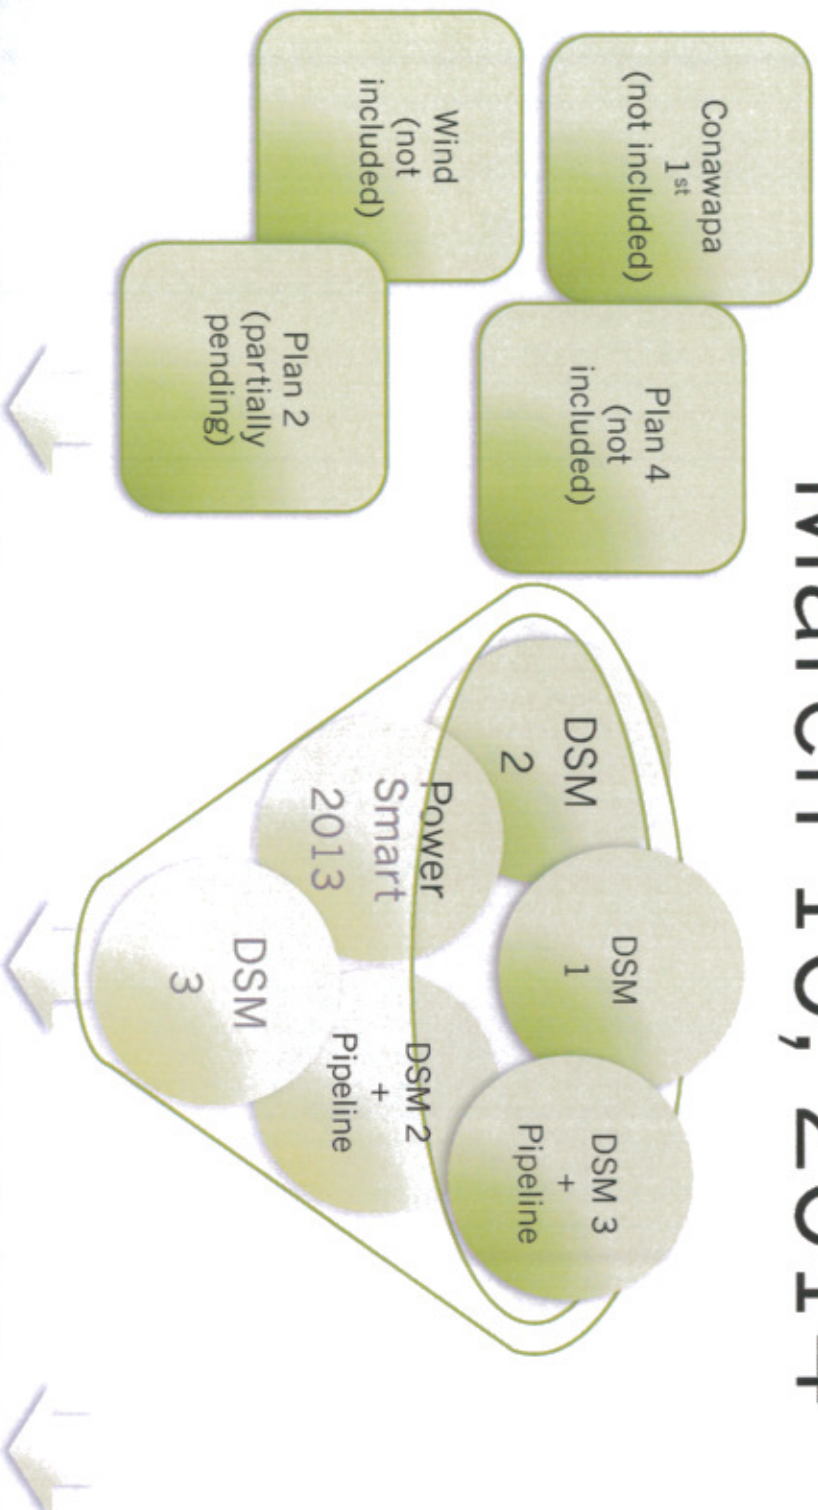 March , 2014
Conawapa
1st
(not included)
Plan 4
(not
included)
Wind
(not
included)
Plan 2
(partially
pending)
DSM
1
DSM 3
+
Pipeline
DSM
2
Power
Smart
2013
DSM 2
+
Pipeline
DSM
3